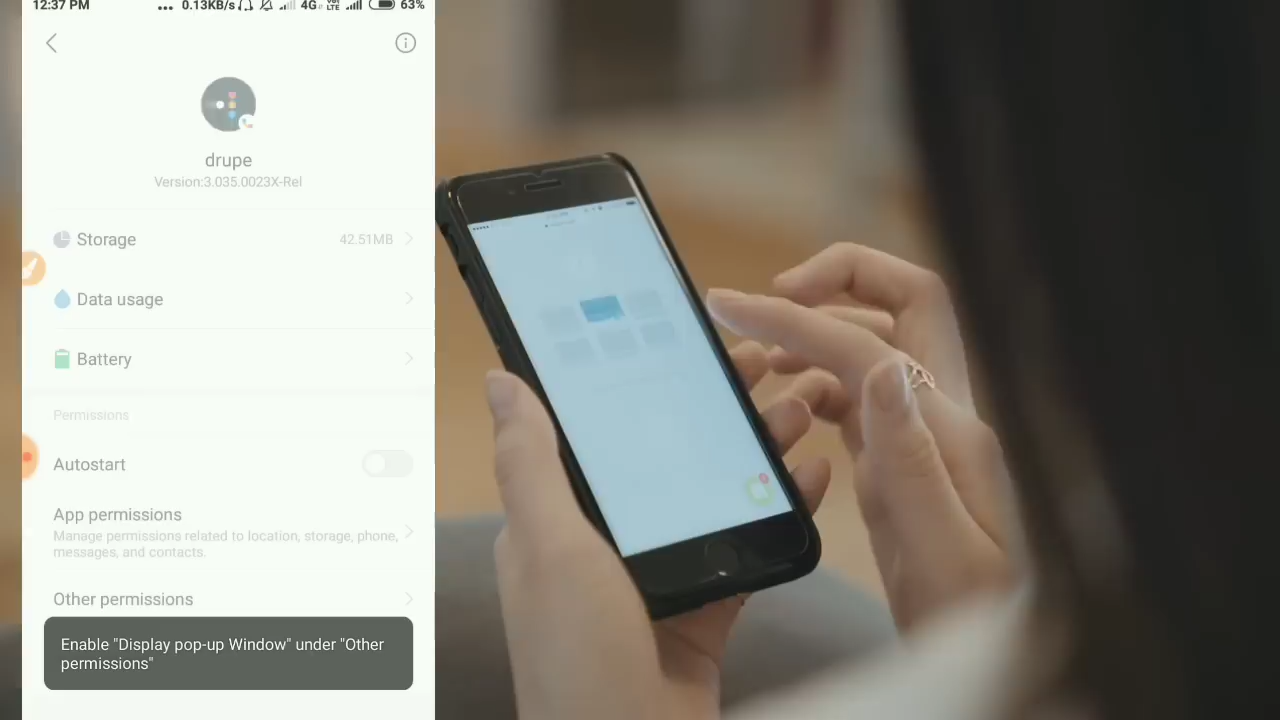 12:37 PM ... 0.13KB/s 4G VoLTE 63%
drupe
Version:3.035.0023X-Rel
Storage 42.51MB
Data usage
Battery
Permissions
Autostart
App permissions
Manage permissions related to location, storage, phone,
messages, and contacts.
Other permissions
Enable "Display pop-up Window" under "Other
permissions"